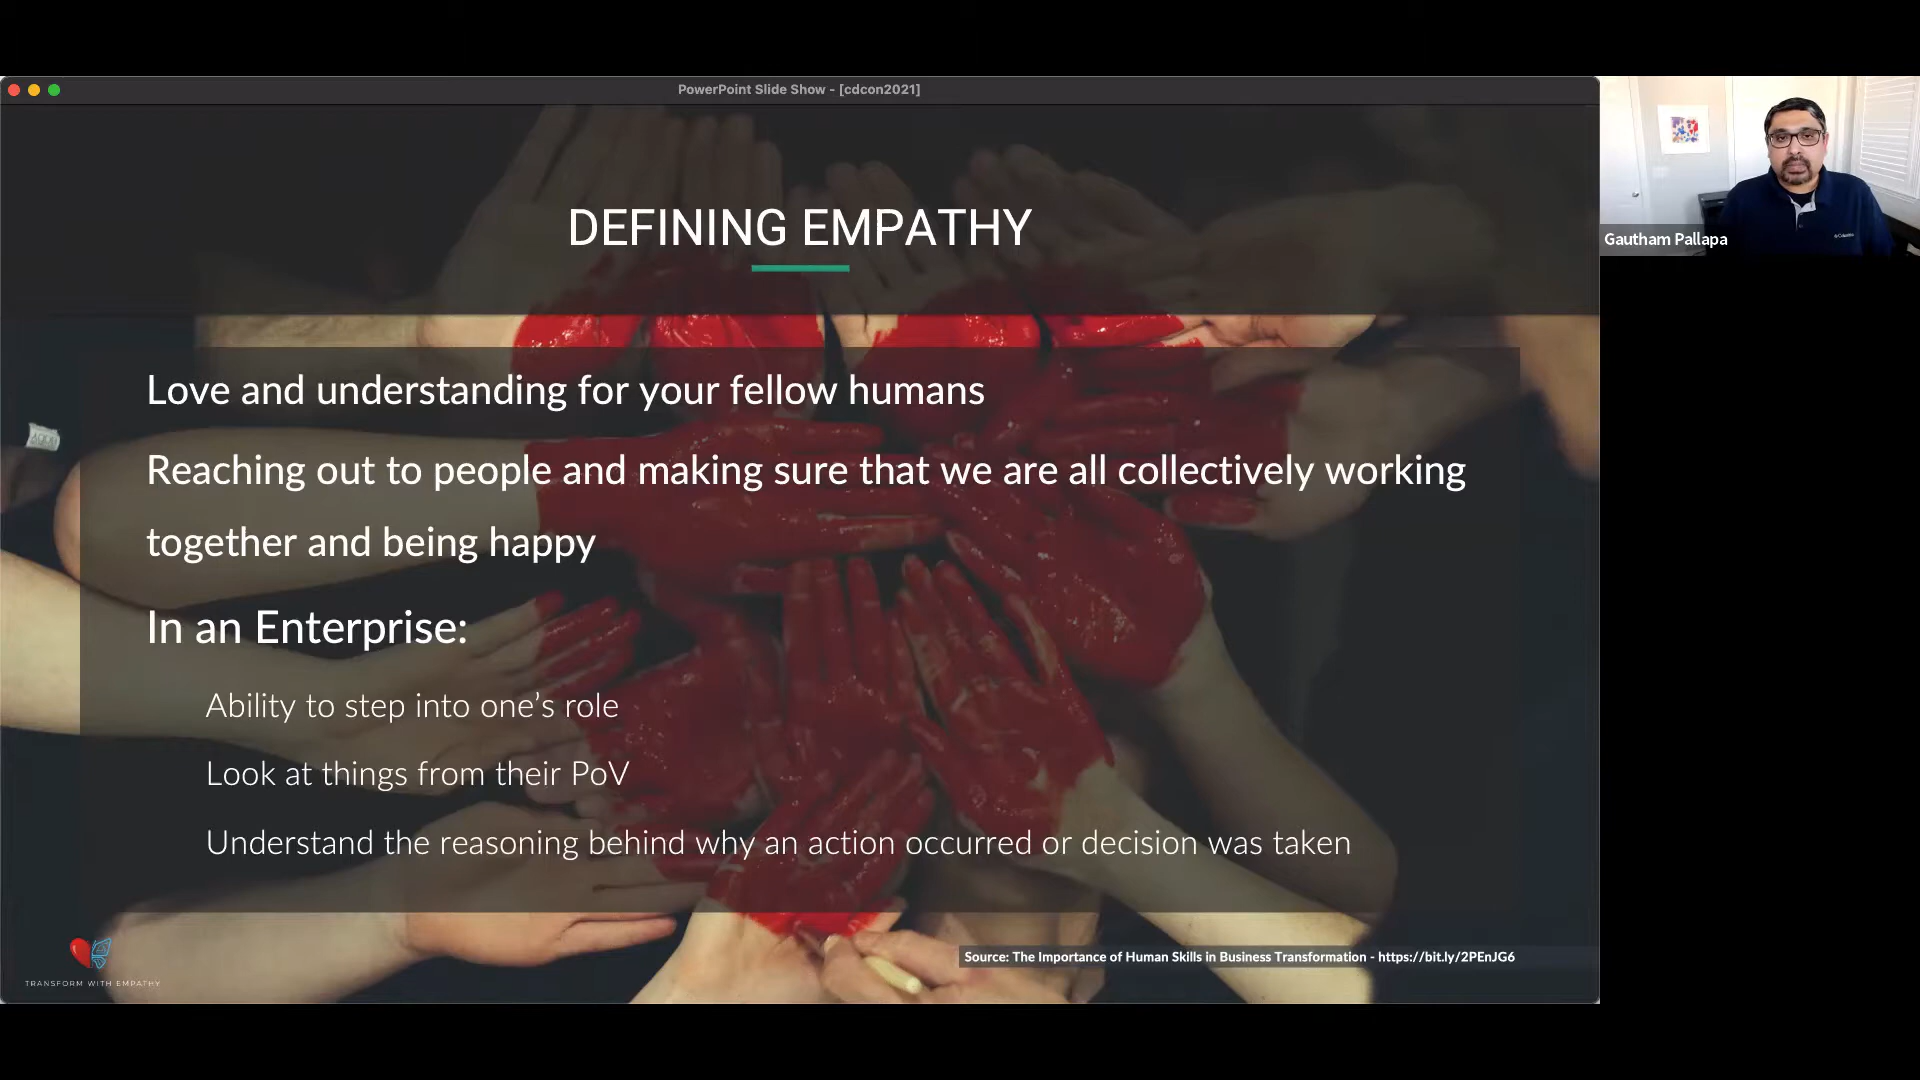 PowerPoint Slide Show - [cdcon2021]
DEFINING EMPATHY
Love and understanding for your fellow humans
Reaching out to people and making sure that we are all collectively working
together and being happy
In an Enterprise:
Ability to step into one’s role
Look at things from their PoV
Understand the reasoning behind why an action occurred or decision was taken
Source: The Importance of Human Skills in Business Transformation - https://bit.ly/2PEnJG6
TRANSFORM WITH EMPATHY
Gautham Pallapa